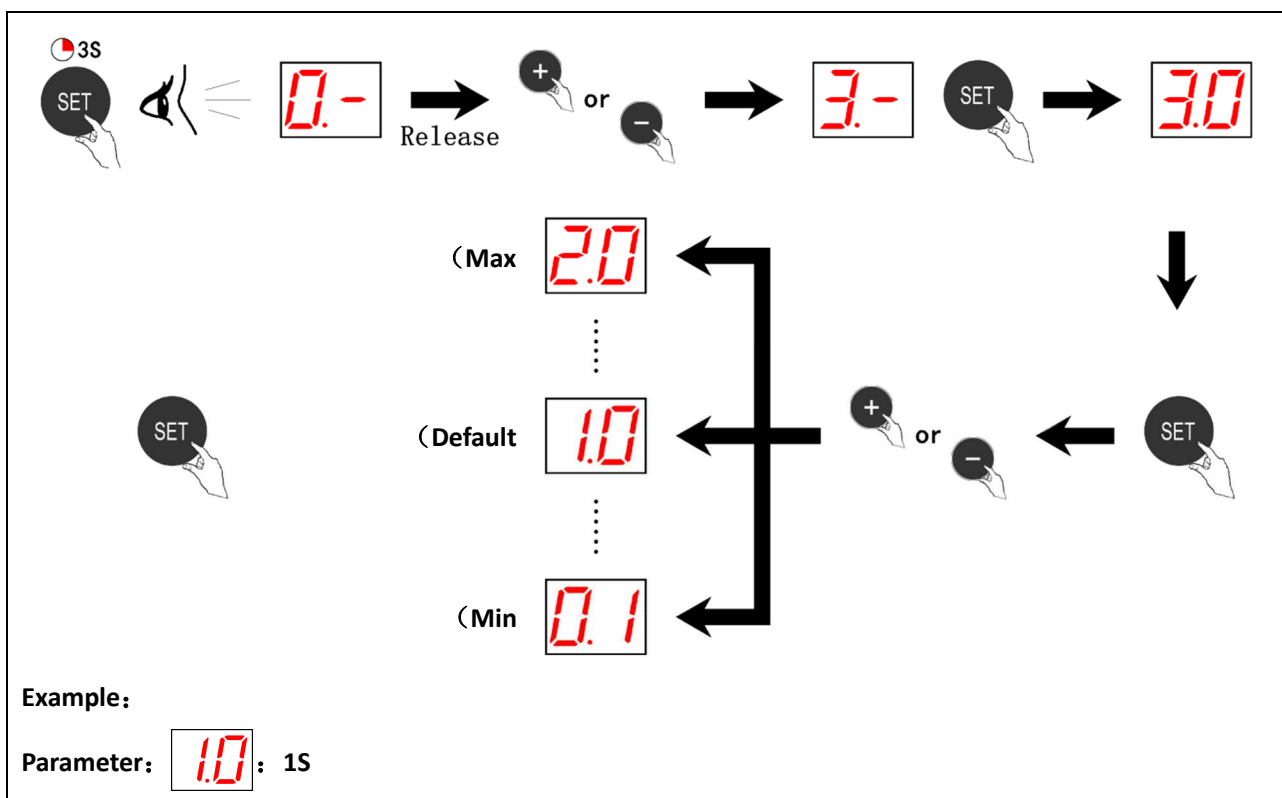 3S
SET
0.-
Release
+ or −
3.-
SET
3.0
（Max 2.0
SET
（Default 1.0
+ or −
SET
（Min 0.1
Example：
Parameter： 1.0 ： 1S